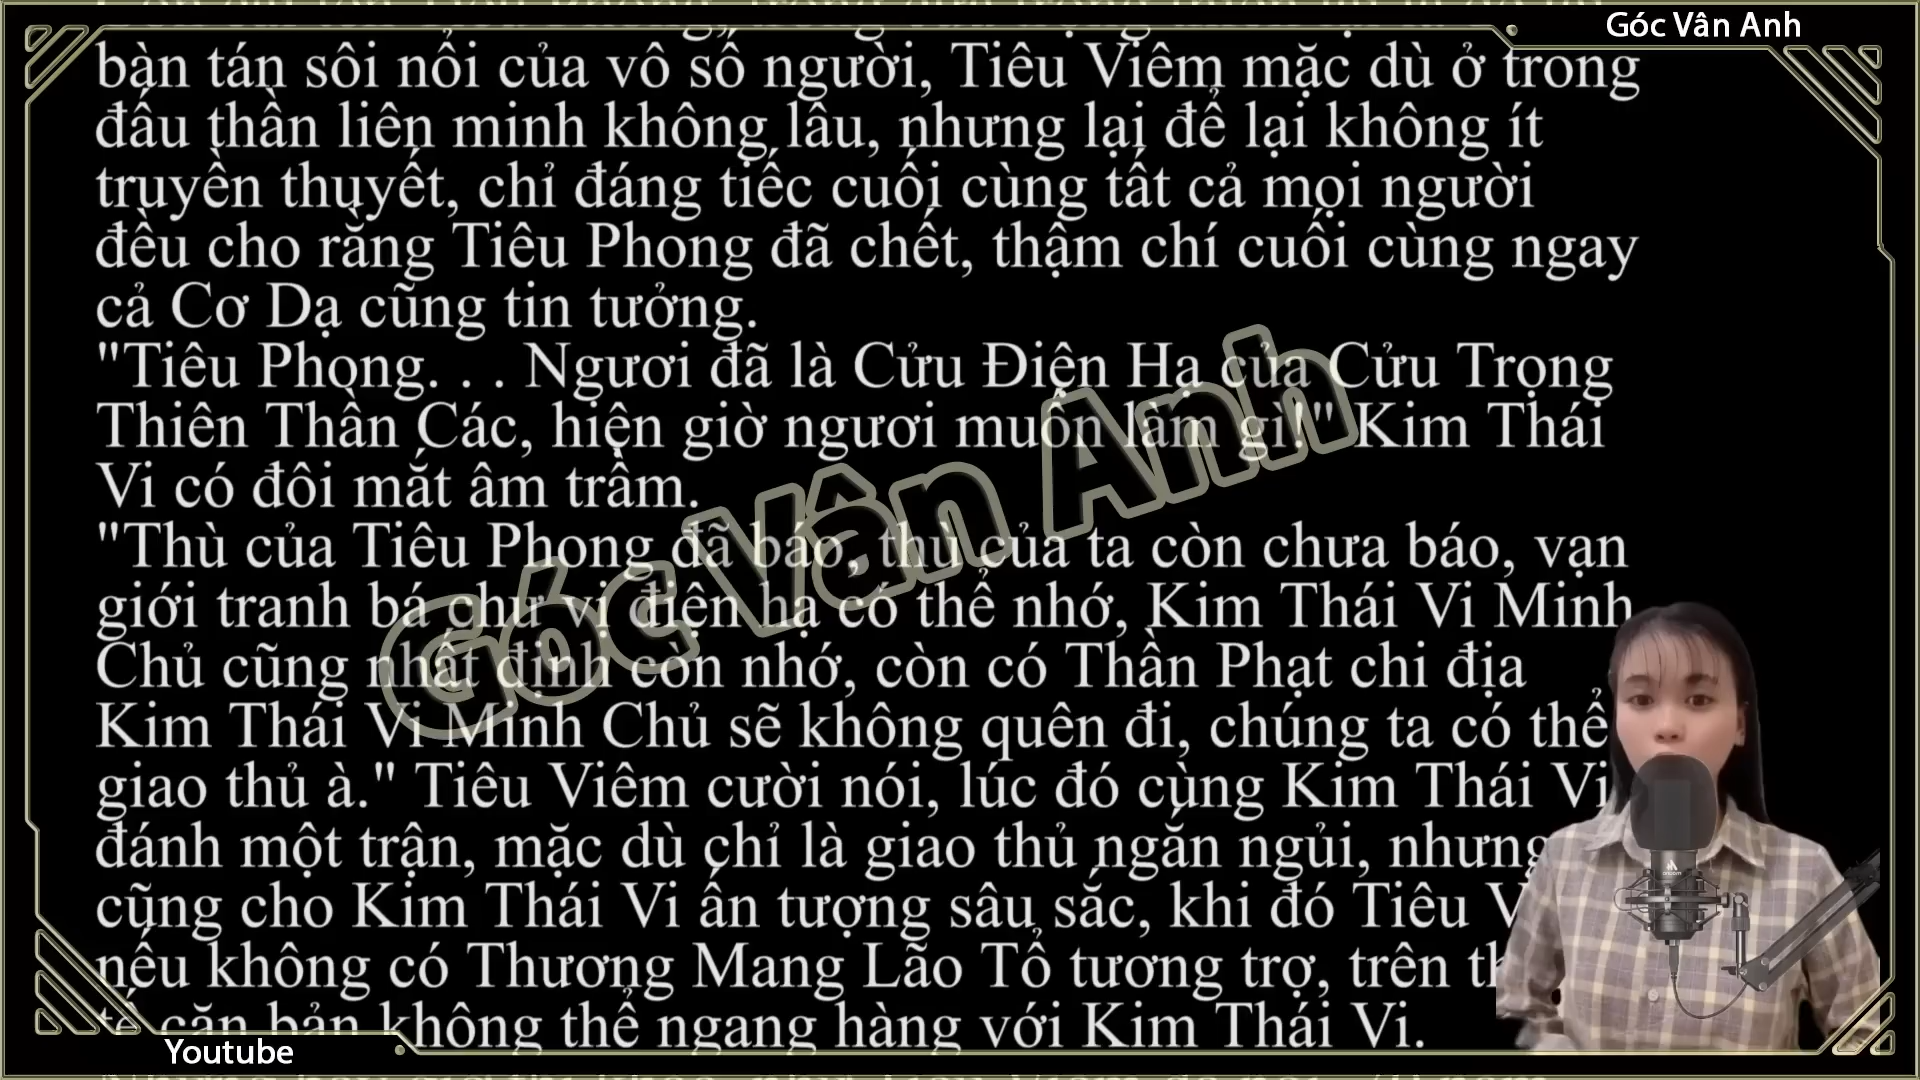 Góc Vân Anh
bàn tán sôi nổi của vô số người, Tiêu Viêm mặc dù ở trong
đấu thần liên minh không lâu, nhưng lại để lại không ít
truyền thuyết, chỉ đáng tiếc cuối cùng tất cả mọi người
đều cho rằng Tiêu Phong đã chết, thậm chí cuối cùng ngay
cả Cơ Dạ cũng tin tưởng.
"Tiêu Phong. . . Ngươi đã là Cửu Điện Hạ của Cửu Trọng
Thiên Thần Các, hiện giờ ngươi muốn làm gì!" Kim Thái
Vi có đôi mắt âm trầm.
"Thù của Tiêu Phong đã báo, thù của ta còn chưa báo, vạn
giới tranh bá chư vị điện hạ có thể nhớ, Kim Thái Vi Minh
Chủ cũng nhất định còn nhớ, còn có Thần Phạt chi địa
Kim Thái Vi Minh Chủ sẽ không quên đi, chúng ta có thể
giao thủ à." Tiêu Viêm cười nói, lúc đó cùng Kim Thái Vi
đánh một trận, mặc dù chỉ là giao thủ ngắn ngủi, nhưng
cũng cho Kim Thái Vi ấn tượng sâu sắc, khi đó Tiêu
nếu không có Thương Mang Lão Tổ tương trợ, trên
tế căn bản không thể ngang hàng với Kim Thái Vi.
Góc Vân Anh
Youtube